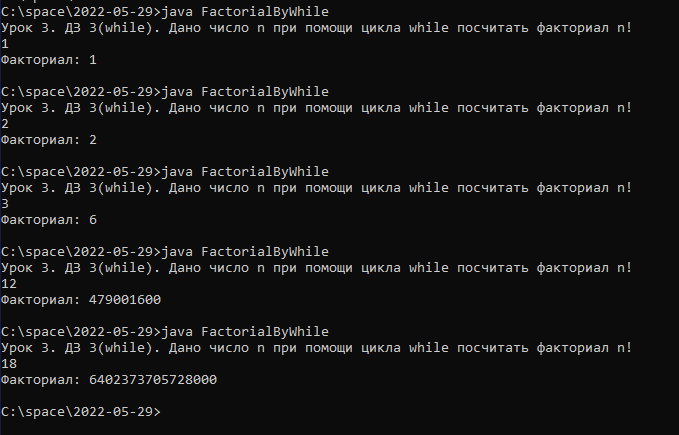 C:\space\2022-05-29>java FactorialByWhile
Урок 3. ДЗ 3(while). Дано число n при помощи цикла while посчитать факториал n!
1
Факториал: 1
C:\space\2022-05-29>java FactorialByWhile
Урок 3. ДЗ 3(while). Дано число n при помощи цикла while посчитать факториал n!
2
Факториал: 2
C:\space\2022-05-29>java FactorialByWhile
Урок 3. ДЗ 3(while). Дано число n при помощи цикла while посчитать факториал n!
3
Факториал: 6
C:\space\2022-05-29>java FactorialByWhile
Урок 3. ДЗ 3(while). Дано число n при помощи цикла while посчитать факториал n!
12
Факториал: 479001600
C:\space\2022-05-29>java FactorialByWhile
Урок 3. ДЗ 3(while). Дано число n при помощи цикла while посчитать факториал n!
18
Факториал: 6402373705728000
C:\space\2022-05-29>